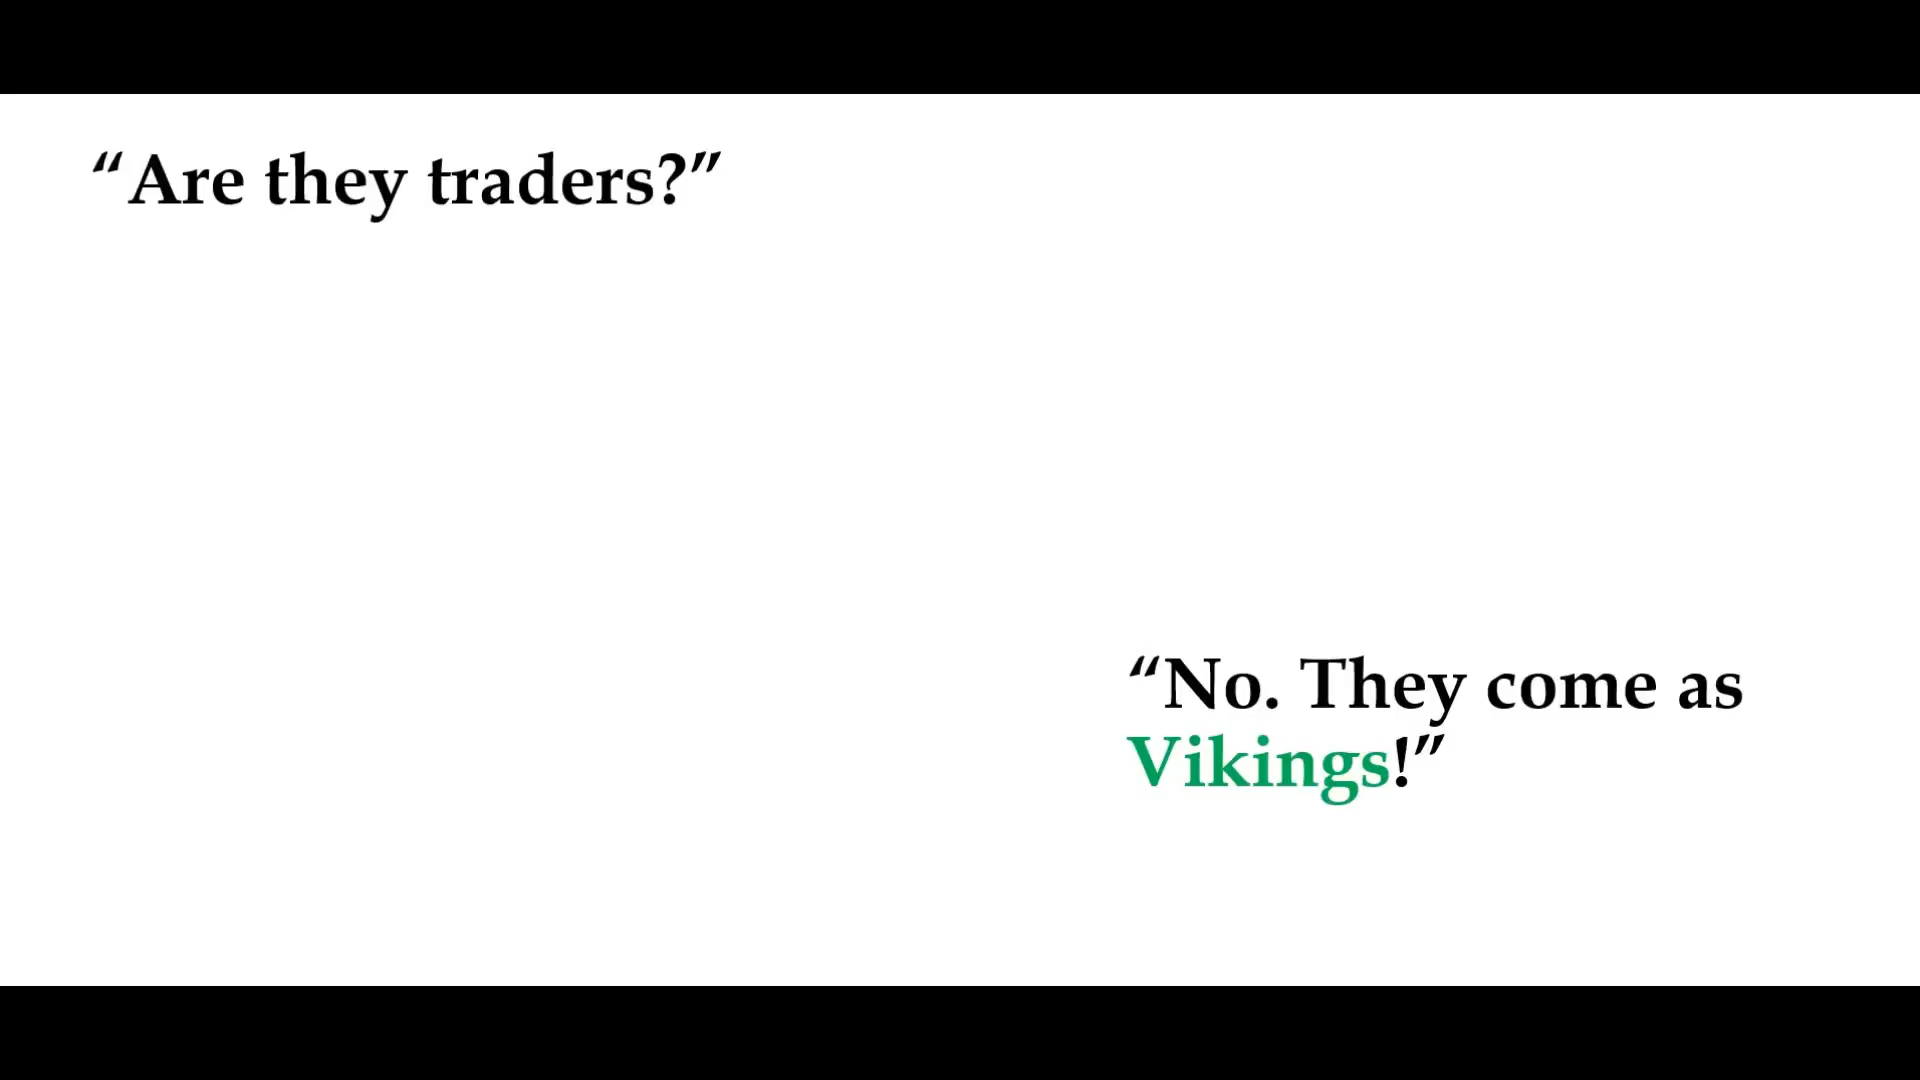 “Are they traders?”
“No. They come as
Vikings!”